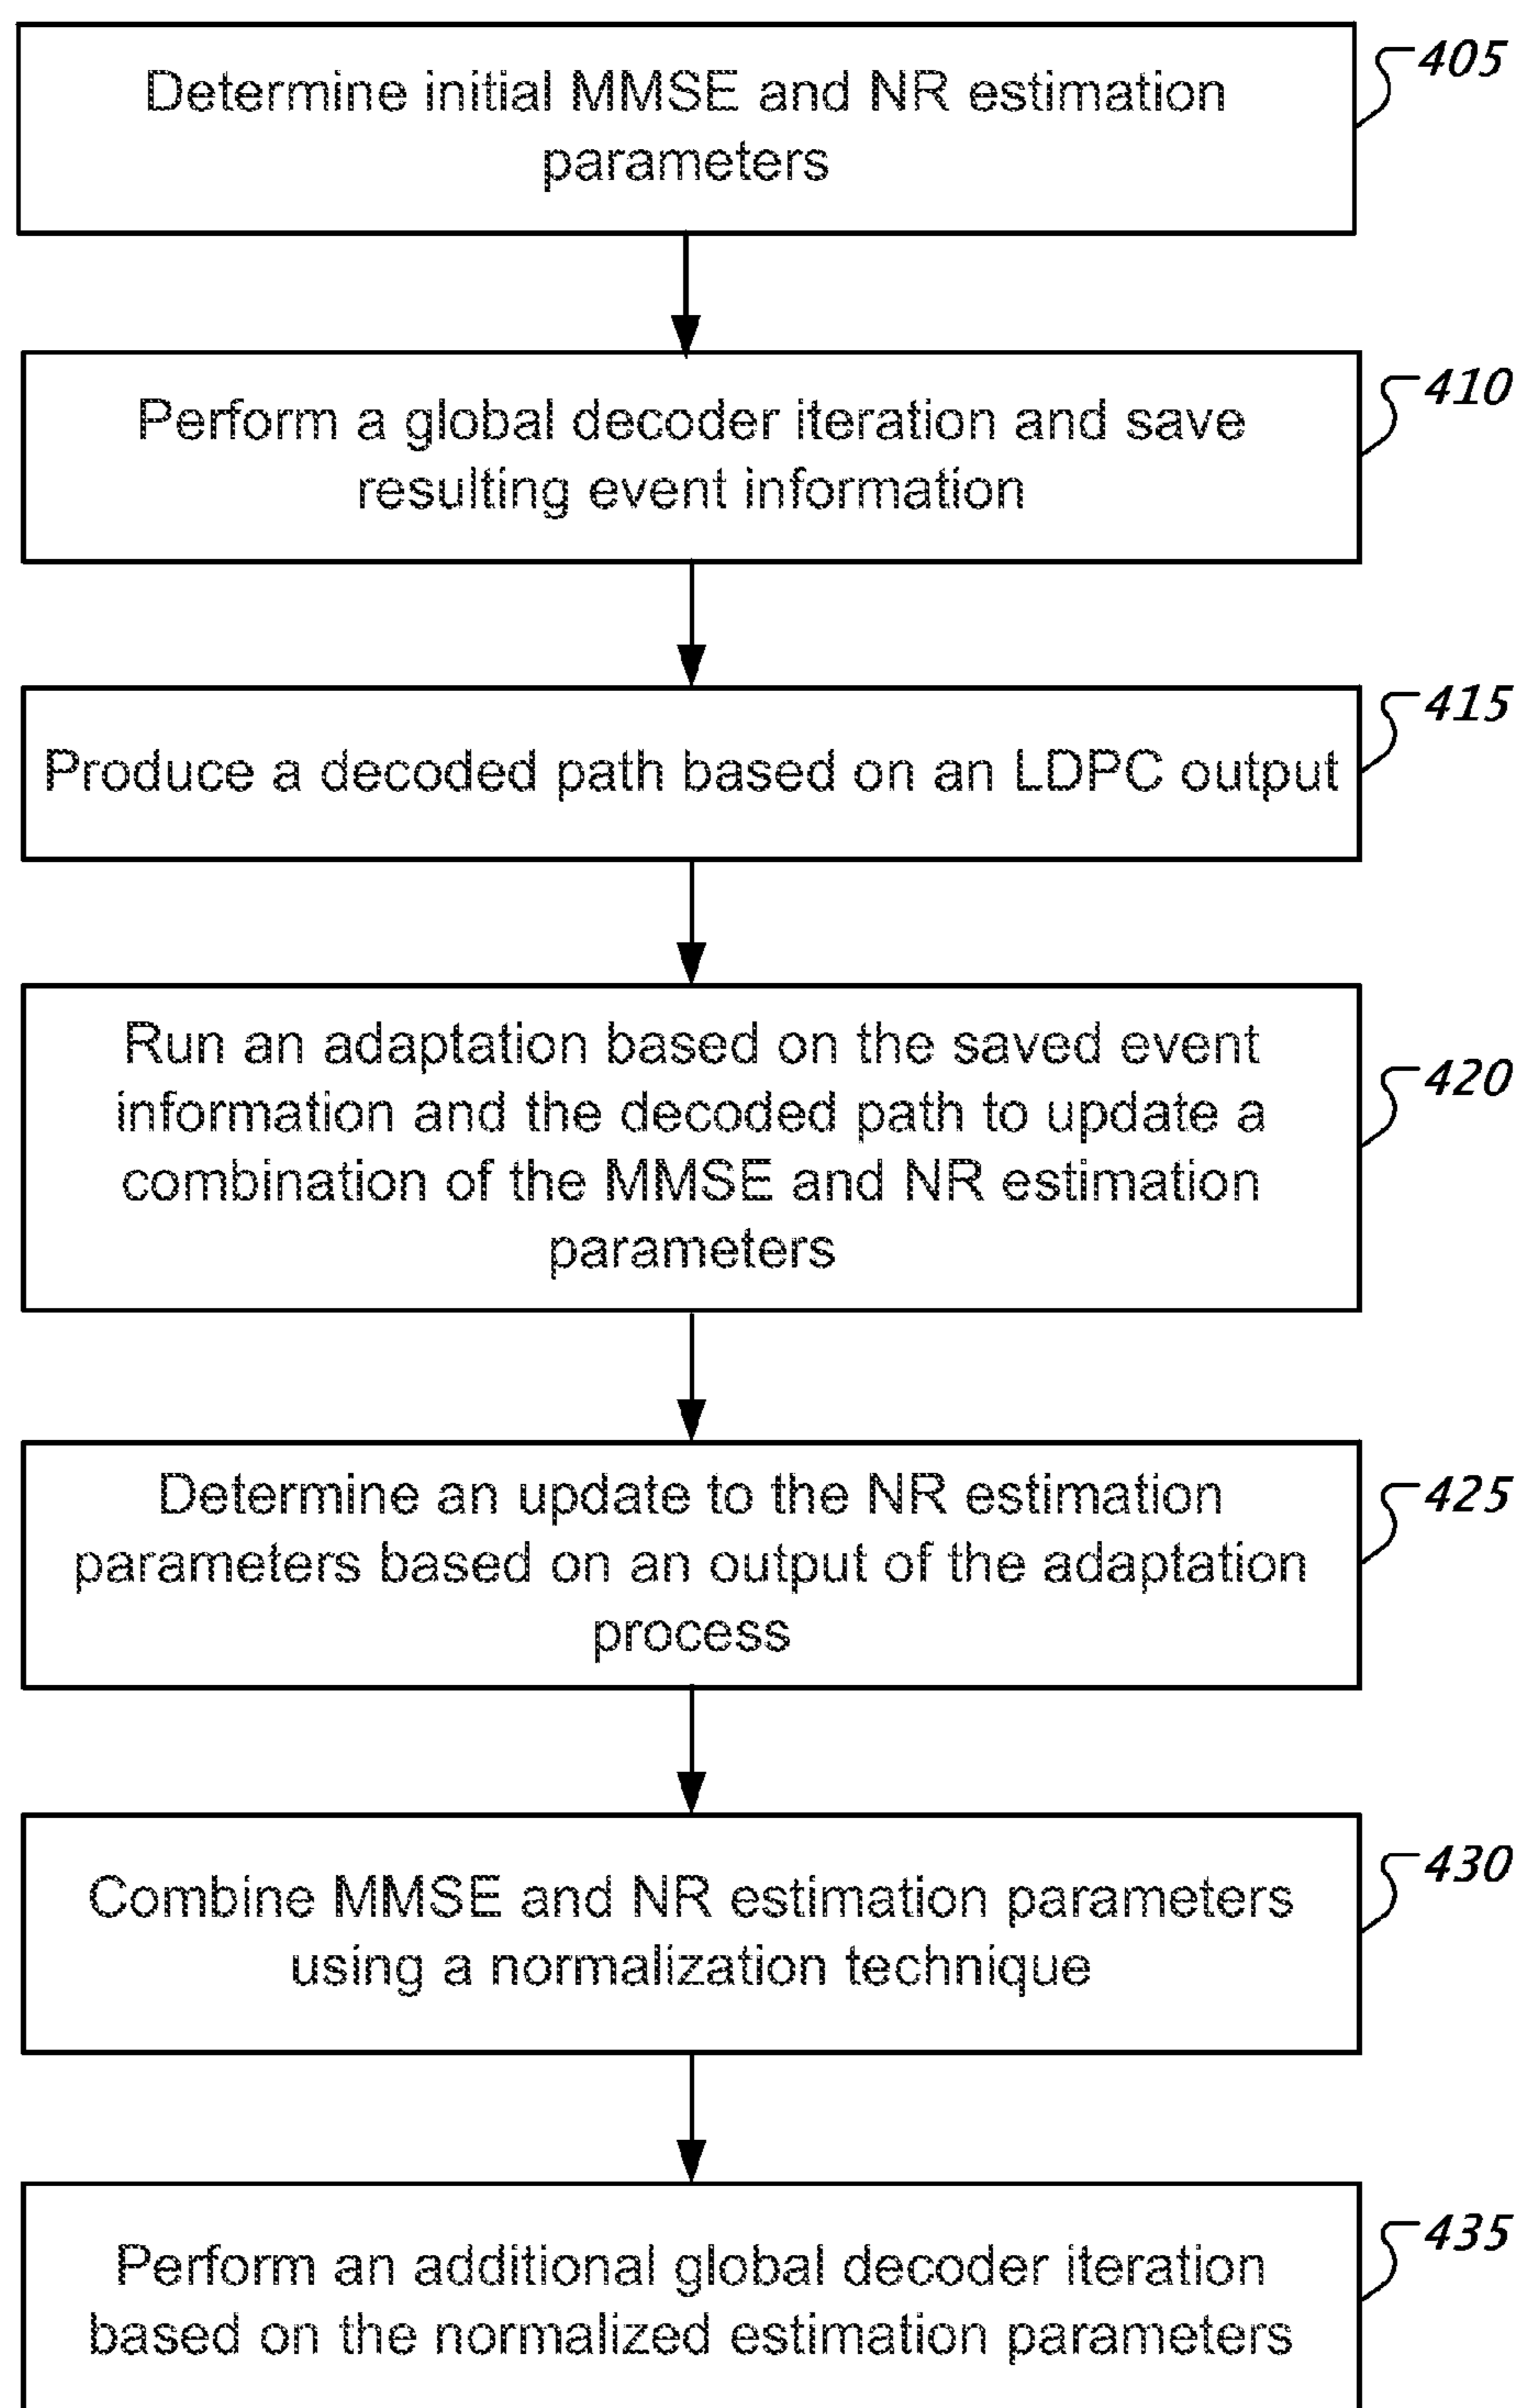 Determine initial MMSE and NR estimation
parameters
405
Perform a global decoder iteration and save
resulting event information
410
Produce a decoded path based on an LDPC output
415
Run an adaptation based on the saved event
information and the decoded path to update a
combination of the MMSE and NR estimation
parameters
420
Determine an update to the NR estimation
parameters based on an output of the adaptation
process
425
Combine MMSE and NR estimation parameters
using a normalization technique
430
Perform an additional global decoder iteration
based on the normalized estimation parameters
435